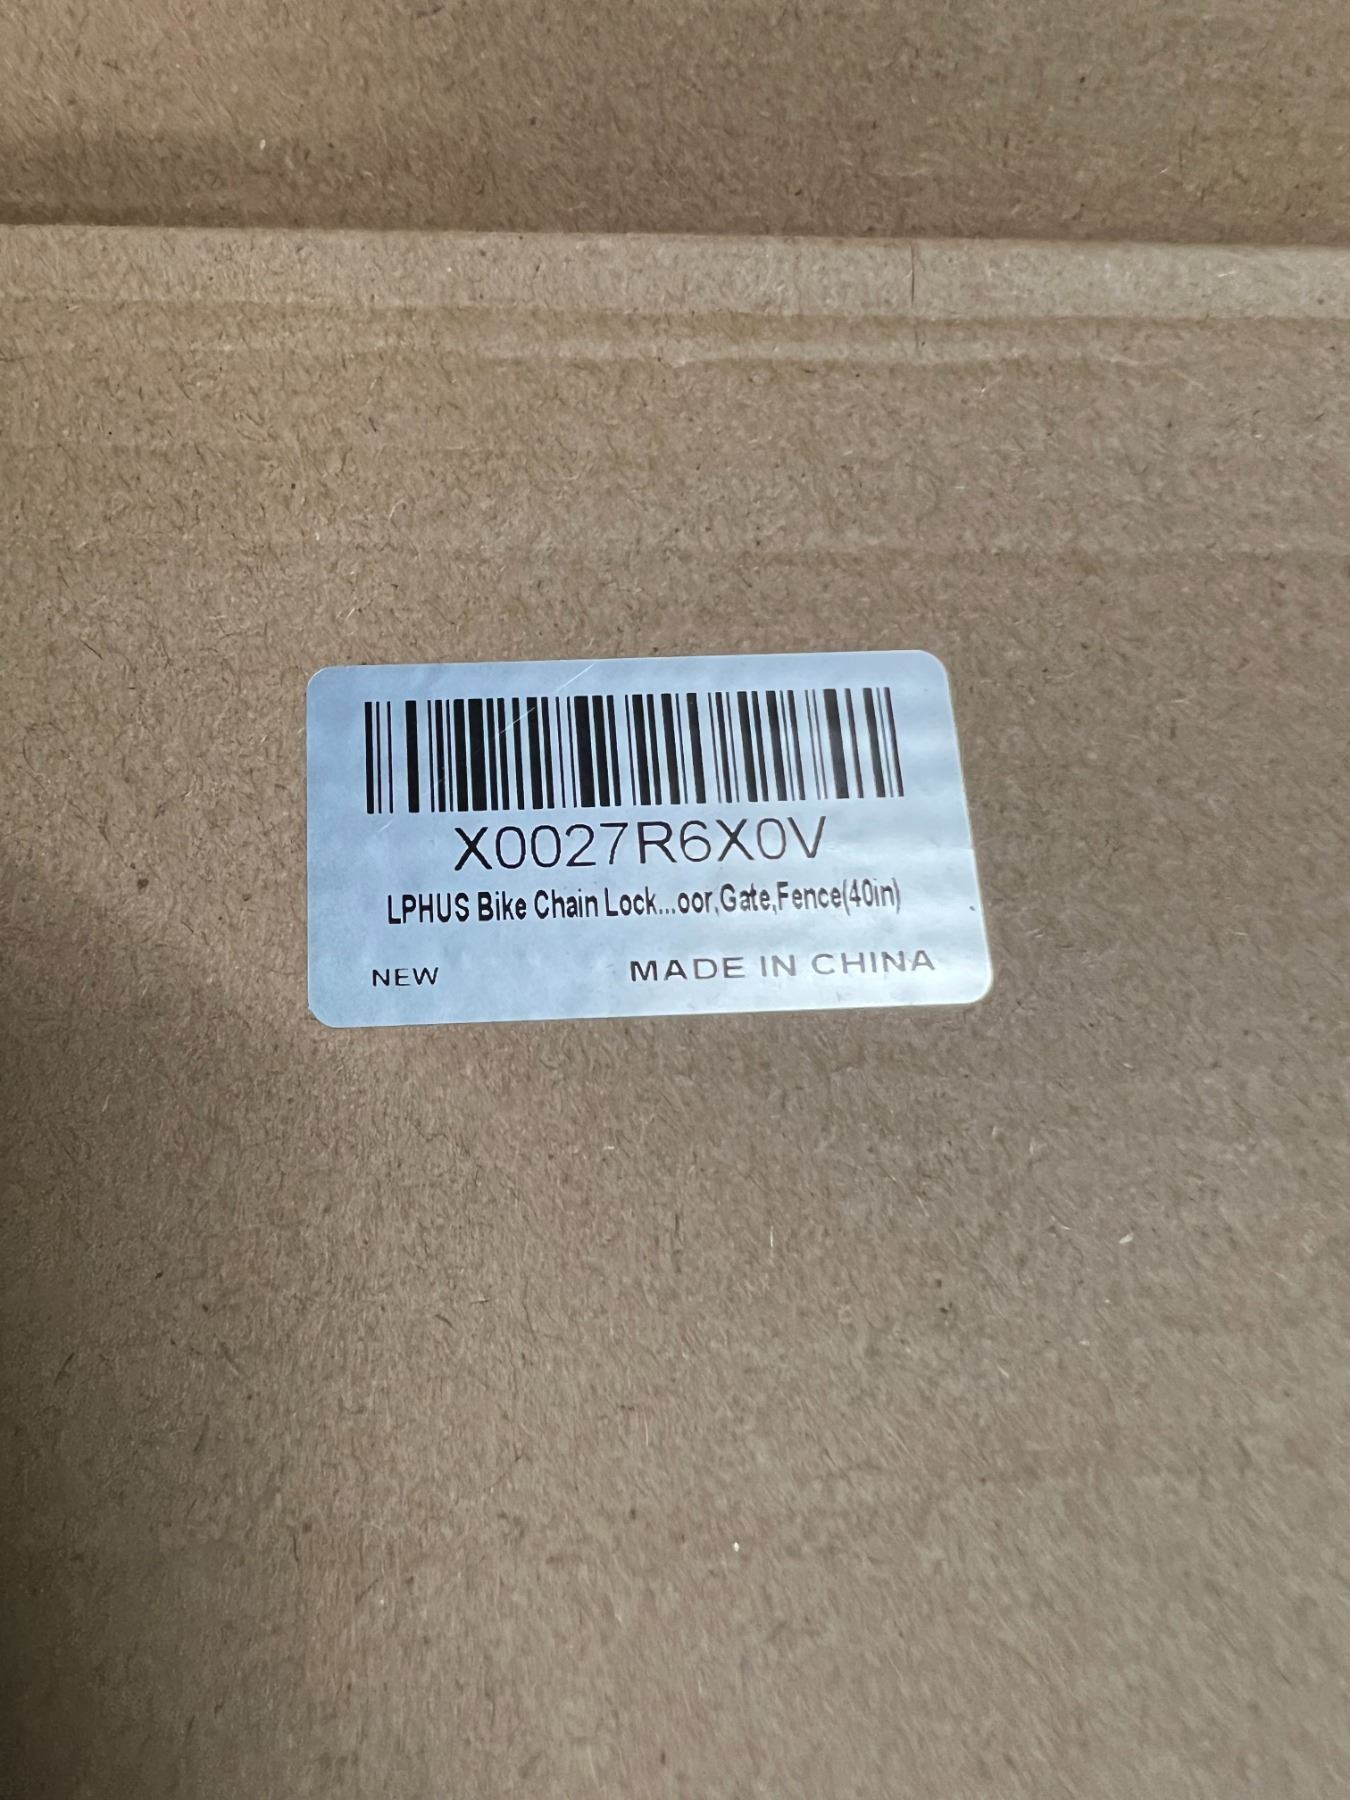 X0027R6X0V
LPHUS Bike Chain Lock...oor,Gate,Fence(40in)
NEW MADE IN CHINA